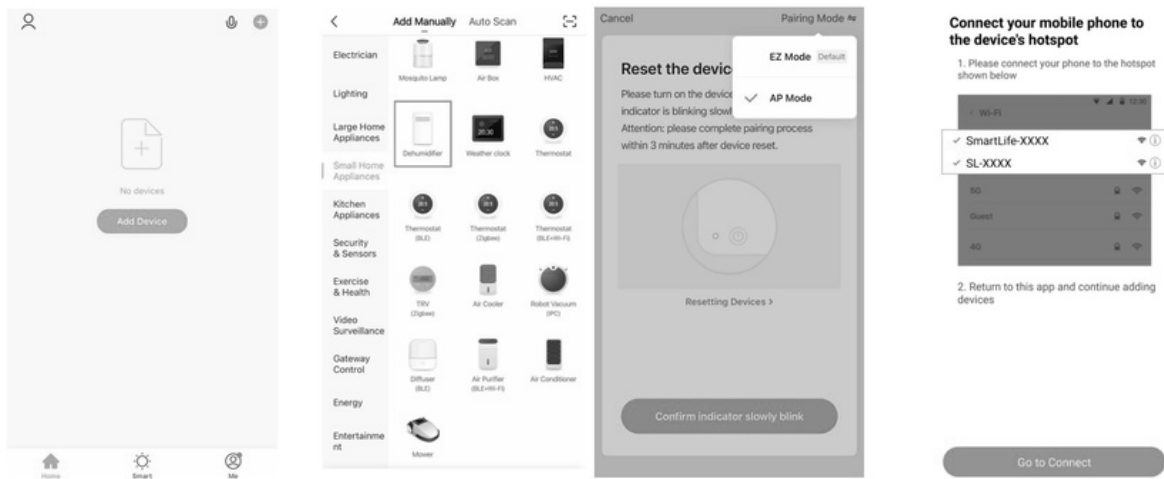 No devices
Add Device
Home
Smart
Me
Add Manually
Auto Scan
Electrician
Lighting
Large Home
Appliances
Small Home
Appliances
Kitchen
Appliances
Security
& Sensors
Exercise
& Health
Video
Surveillance
Gateway
Control
Energy
Entertainme
nt
Mosquito Lamp
Air Box
HVAC
Dehumidifier
20:30
Weather clock
Thermostat
Thermostat
(BLE)
Thermostat
(Zigbee)
Thermostat
(BLE+Wi-Fi)
TRV
(Zigbee)
Air Cooler
Robot Vacuum
(IPC)
Diffuser
(BLE)
Air Purifier
(BLE+Wi-Fi)
Air Conditioner
Mower
Cancel
Pairing Mode
EZ Mode Default
AP Mode
Reset the devic
Please turn on the device
indicator is blinking slowl
Attention: please complete pairing process
within 3 minutes after device reset.
Resetting Devices >
Confirm indicator slowly blink
Connect your mobile phone to
the device's hotspot
1. Please connect your phone to the hotspot
shown below
12:30
< Wi-Fi
SmartLife-XXXX
SL-XXXX
5G
Guest
4G
2. Return to this app and continue adding
devices
Go to Connect